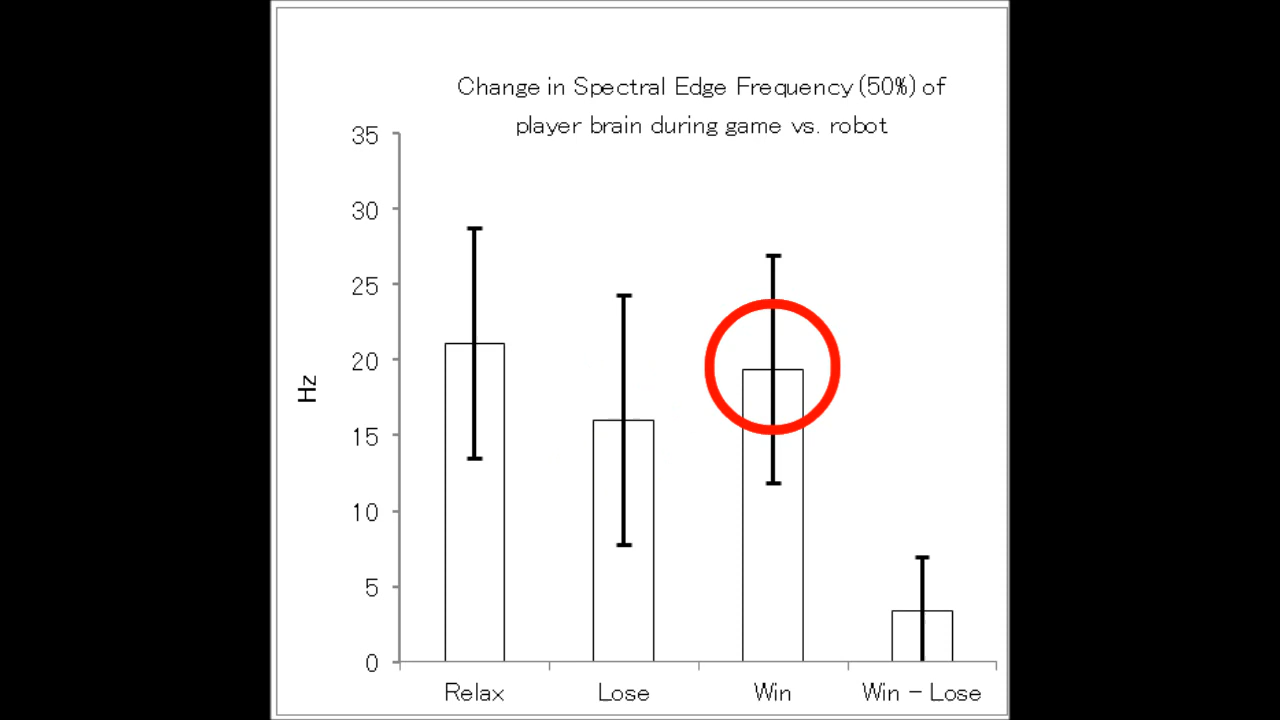 Change in Spectral Edge Frequency (50%) of
player brain during game vs. robot
35
30
25
20
15
10
5
0
Hz
Relax
Lose
Win
Win - Lose